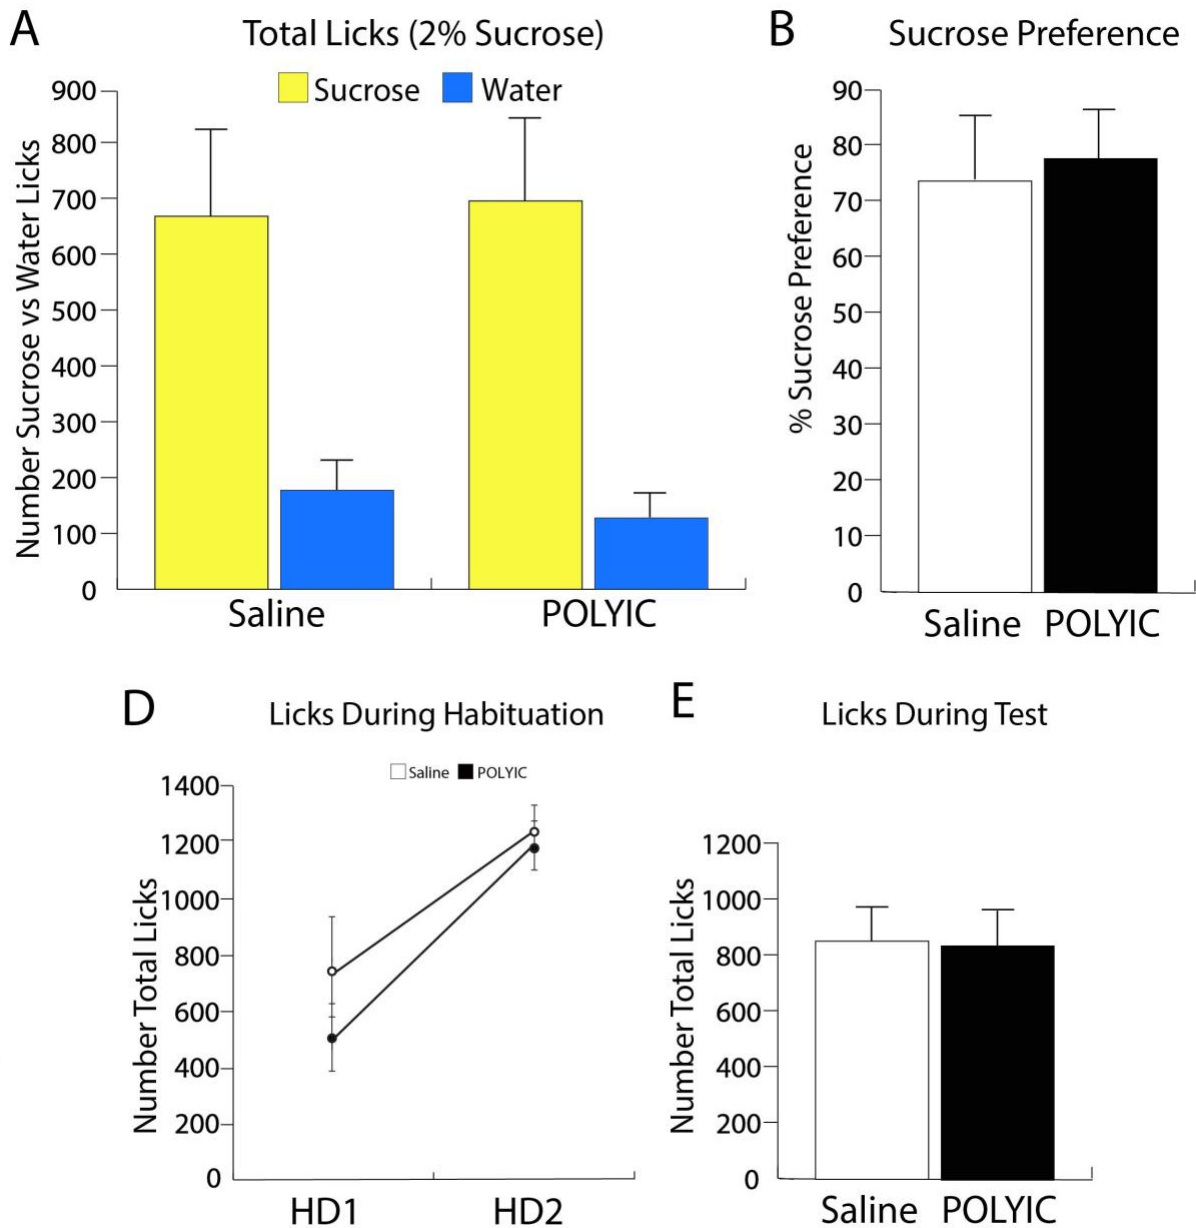 A
Total Licks (2% Sucrose)
Sucrose
Water
Number Sucrose vs Water Licks
900
800
700
600
500
400
300
200
100
0
Saline
POLYIC
B
Sucrose Preference
% Sucrose Preference
90
80
70
60
50
40
30
20
10
0
Saline
POLYIC
D
Licks During Habituation
Saline
POLYIC
Number Total Licks
1400
1200
1000
800
600
400
200
0
HD1
HD2
E
Licks During Test
Number Total Licks
1200
1000
800
600
400
200
0
Saline
POLYIC